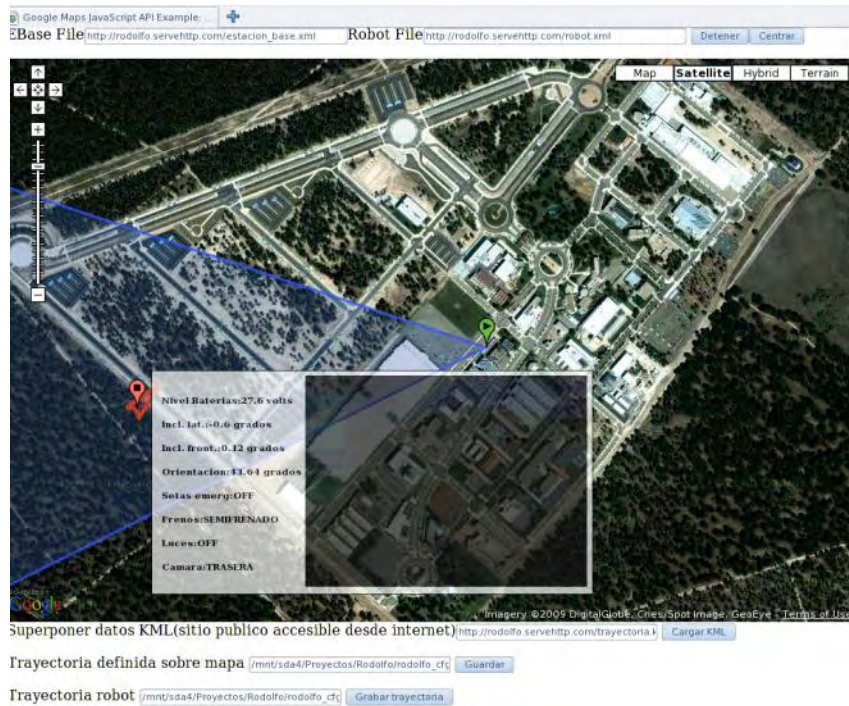 Google Maps JavaScript API Example:
EBase File http://rodolfo.servehttp.com/estacion_base.xml Robot File http://rodolfo.servehttp.com/robot.xml Detener Centrar
Map Satellite Hybrid Terrain
Nivel Baterias:27.6 volts
Incl. lat.:-0.6 grados
Incl. front.:0.12 grados
Orientacion:43.64 grados
Setas emerg:OFF
Frenos:SEMIFRENADO
Luces:OFF
Camara:TRASERA
Google
Imagery ©2009 DigitalGlobe, Cnes/Spot Image, GeoEye - Terms of Use
Superponer datos KML(sitio publico accesible desde internet) http://rodolfo.servehttp.com/trayectoria.k Cargar KML
Trayectoria definida sobre mapa /mnt/sda4/Proyectos/Rodolfo/rodolfo_cfg Guardar
Trayectoria robot /mnt/sda4/Proyectos/Rodolfo/rodolfo_cfg Grabar trayectoria